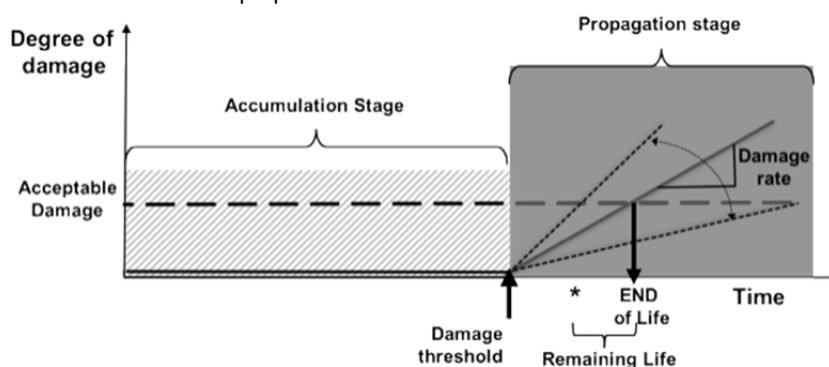 Propagation stage
Degree of
damage
Accumulation Stage
Damage
rate
Acceptable
Damage
*
END
of Life
Time
Damage
threshold
Remaining Life